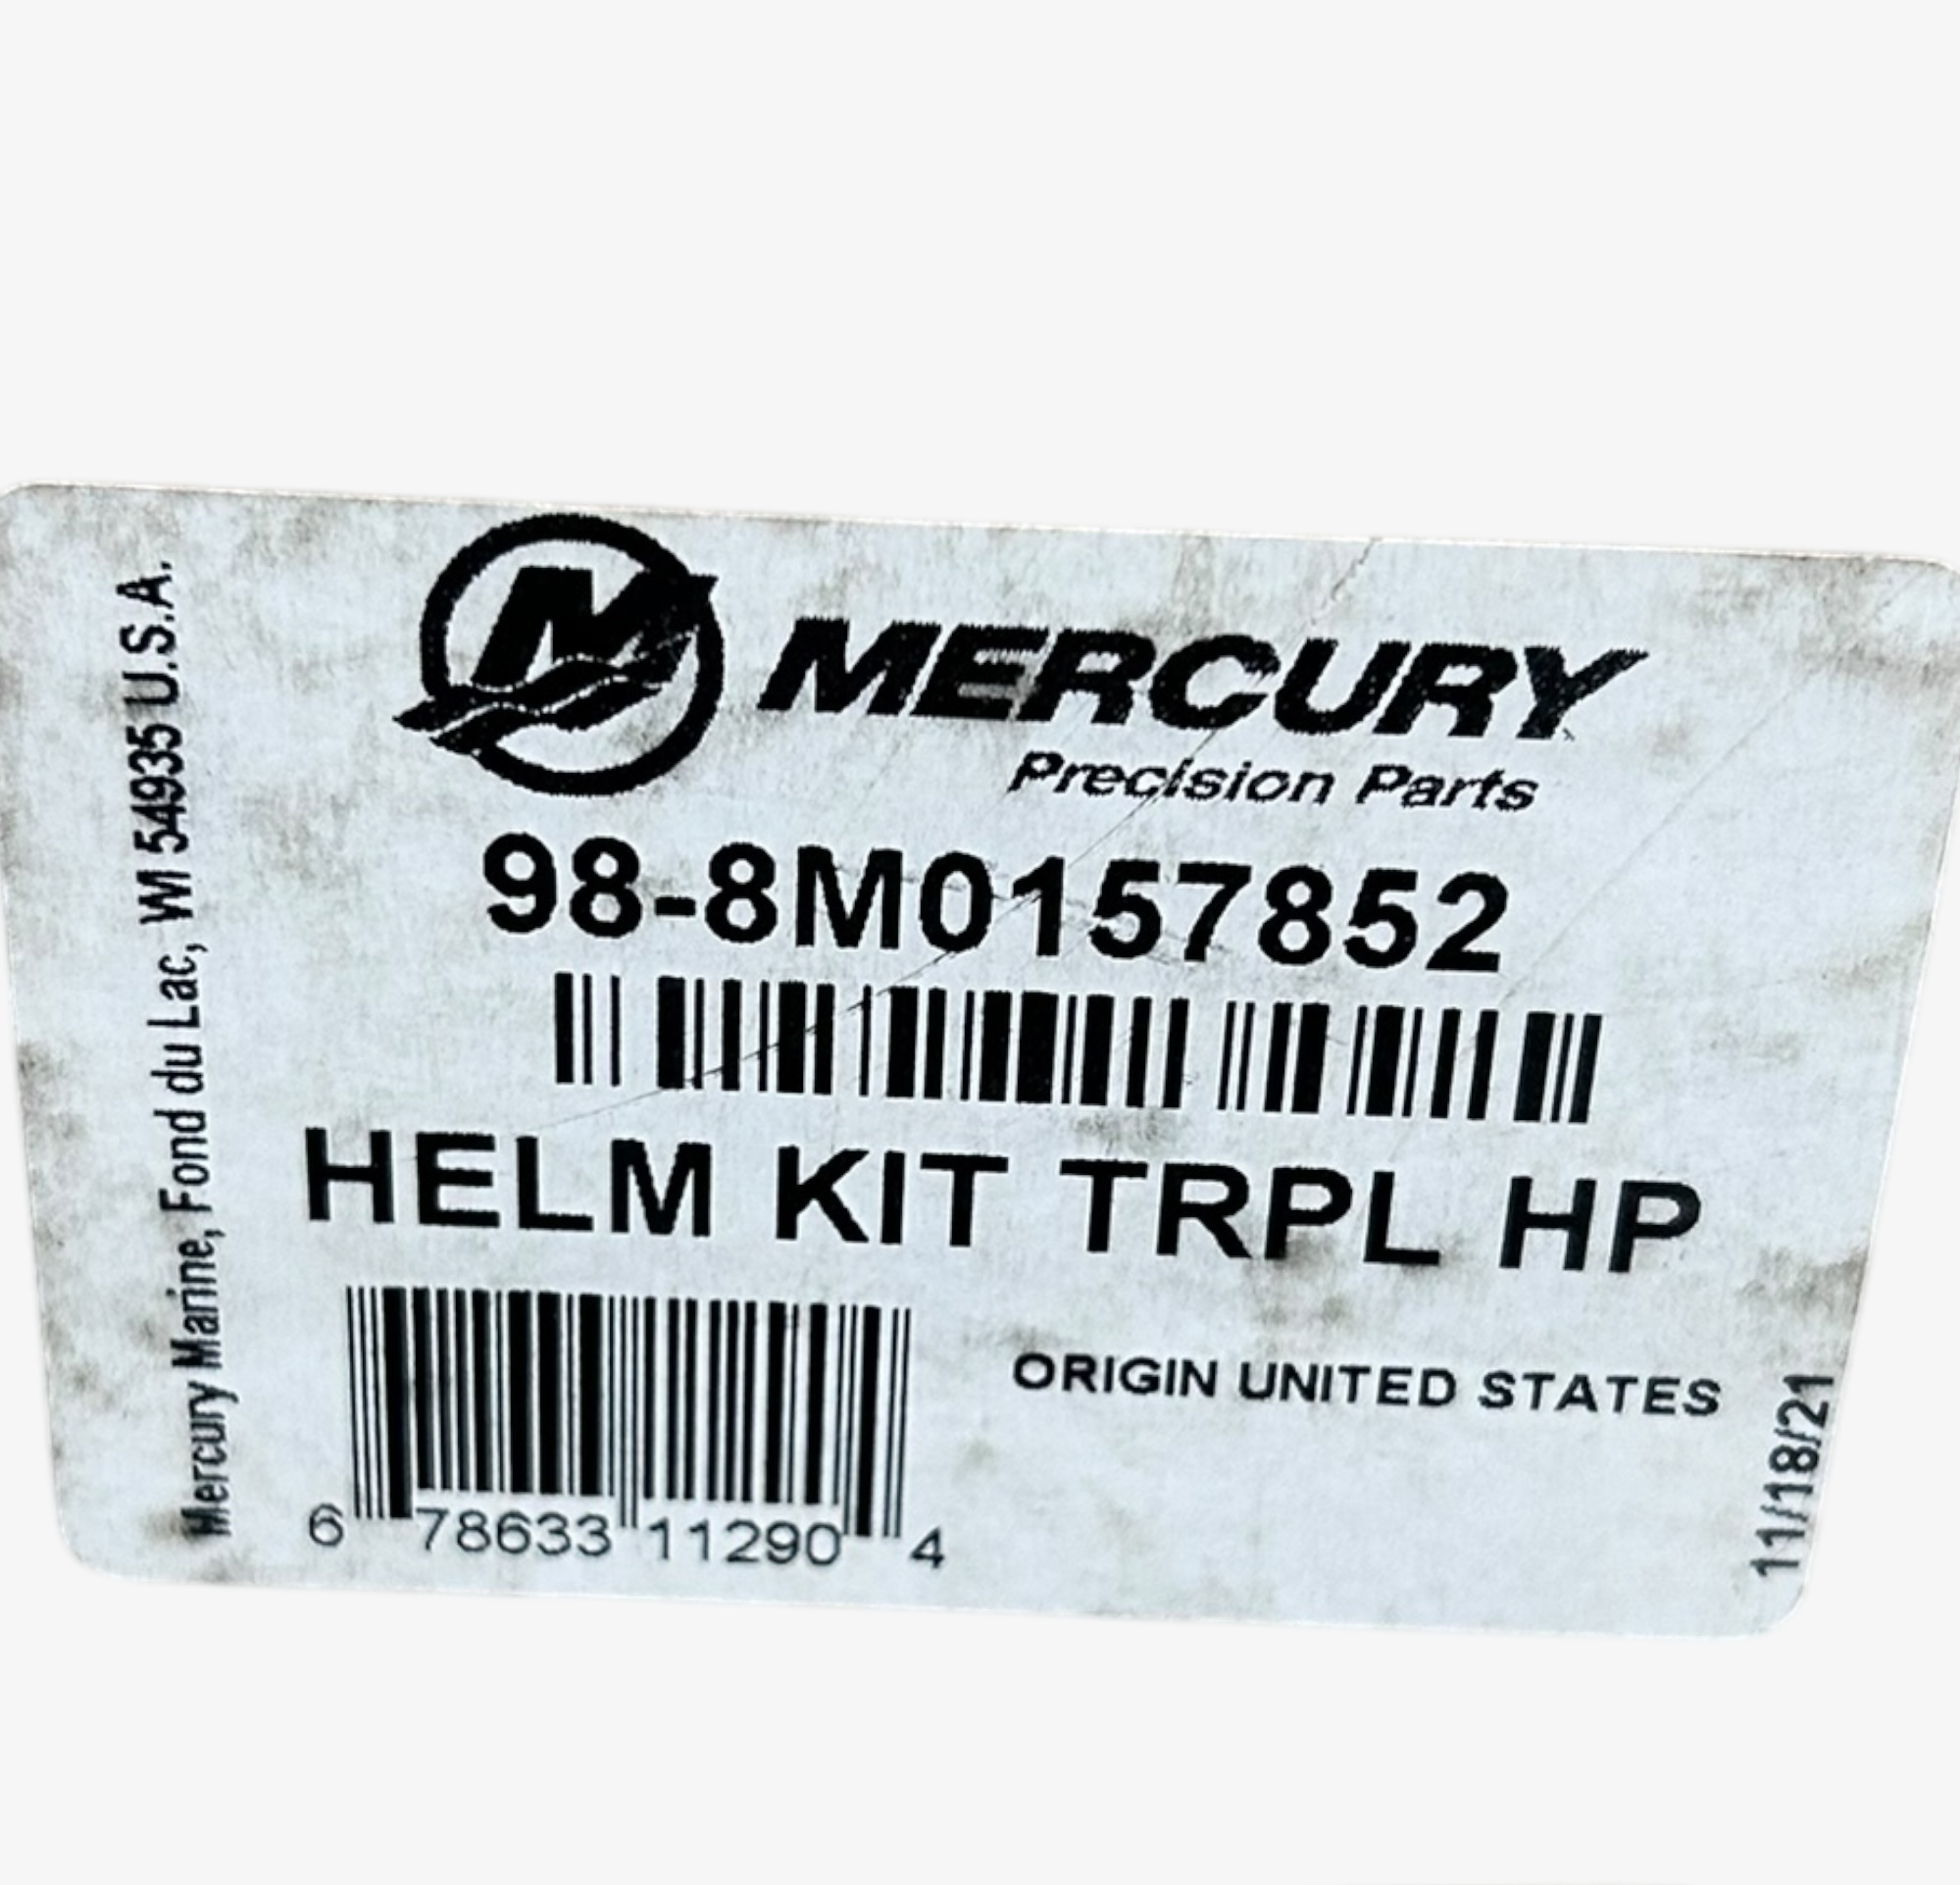 M
MERCURY
Precision Parts
98-8M0157852
HELM KIT TRPL HP
6 78633 11290 4
ORIGIN UNITED STATES
11/18/21
Mercury Marine, Fond du Lac, WI 54935 U.S.A.